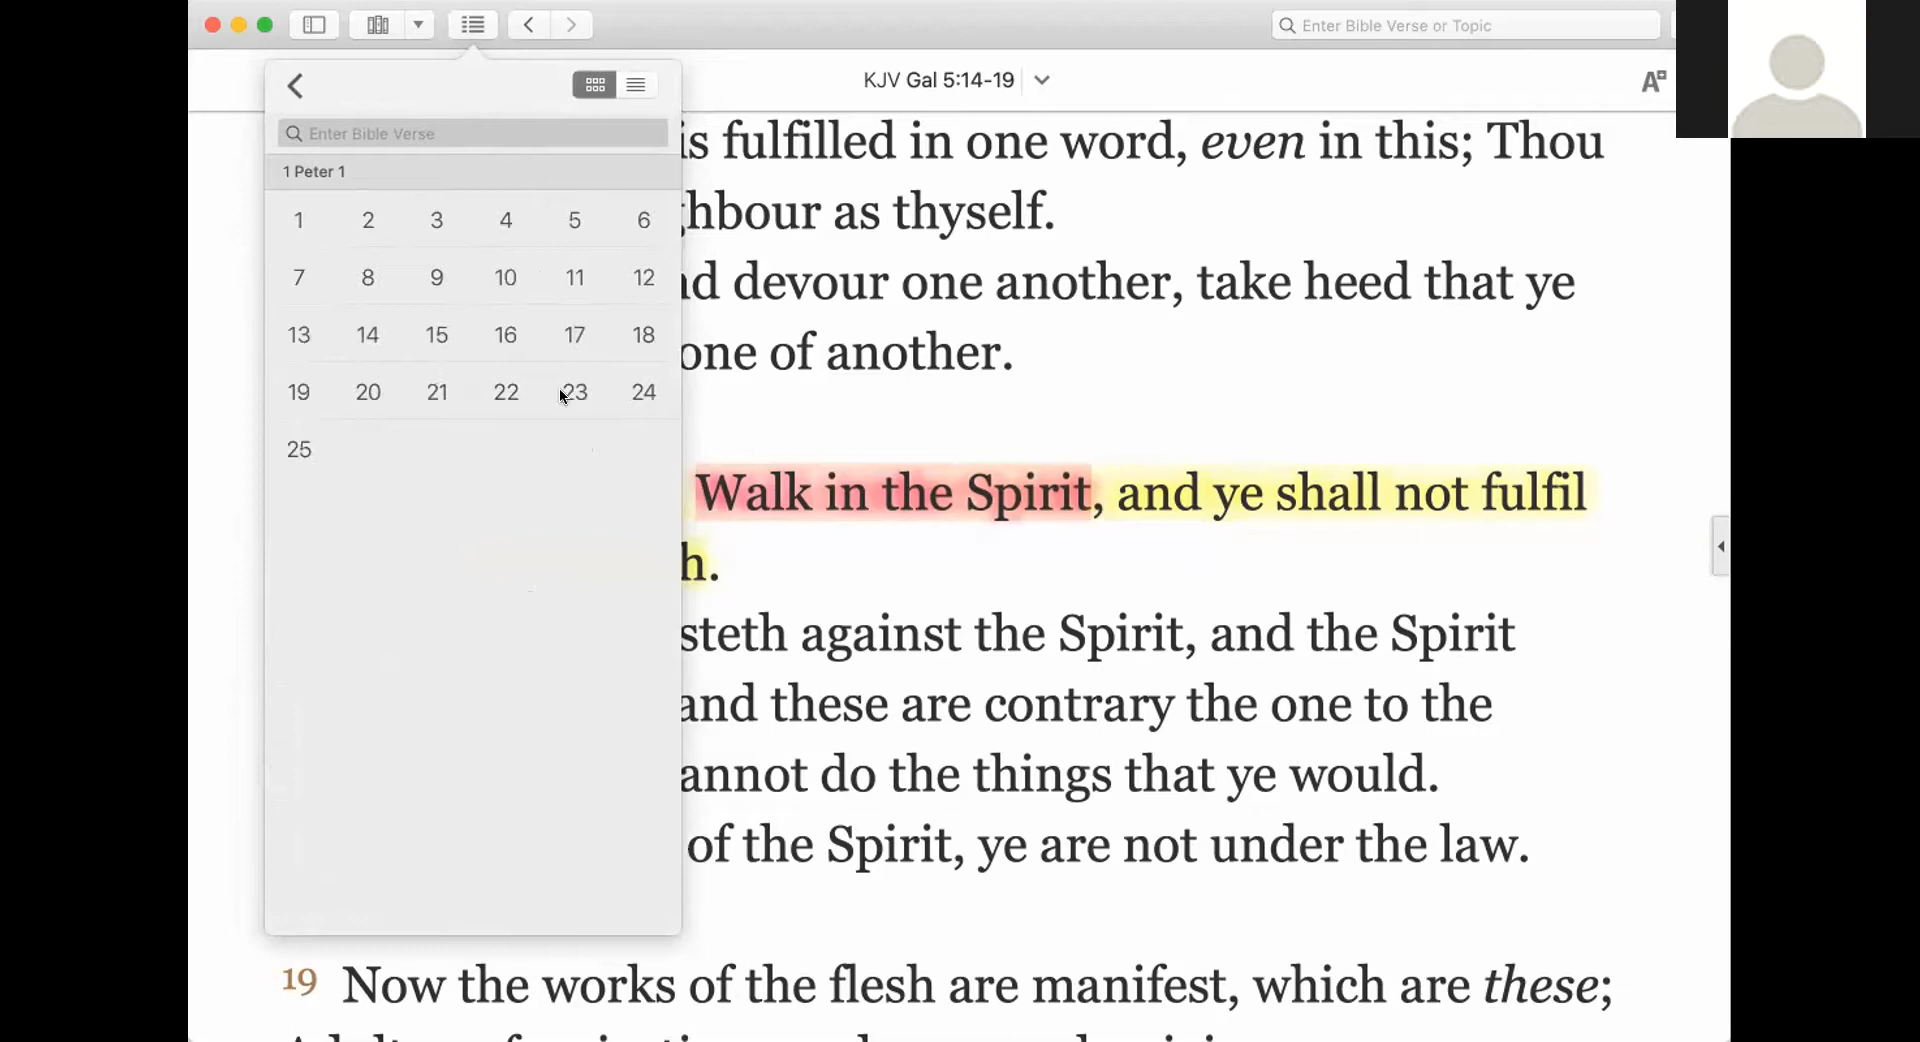 Enter Bible Verse or Topic
KJV Gal 5:14-19
A
Enter Bible Verse
1 Peter 1
1 2 3 4 5 6
7 8 9 10 11 12
13 14 15 16 17 18
19 20 21 22 23 24
25
is fulfilled in one word, even in this; Thou
hbour as thyself.
nd devour one another, take heed that ye
one of another.
Walk in the Spirit, and ye shall not fulfil
h.
steth against the Spirit, and the Spirit
and these are contrary the one to the
annot do the things that ye would.
of the Spirit, ye are not under the law.
19 Now the works of the flesh are manifest, which are these;